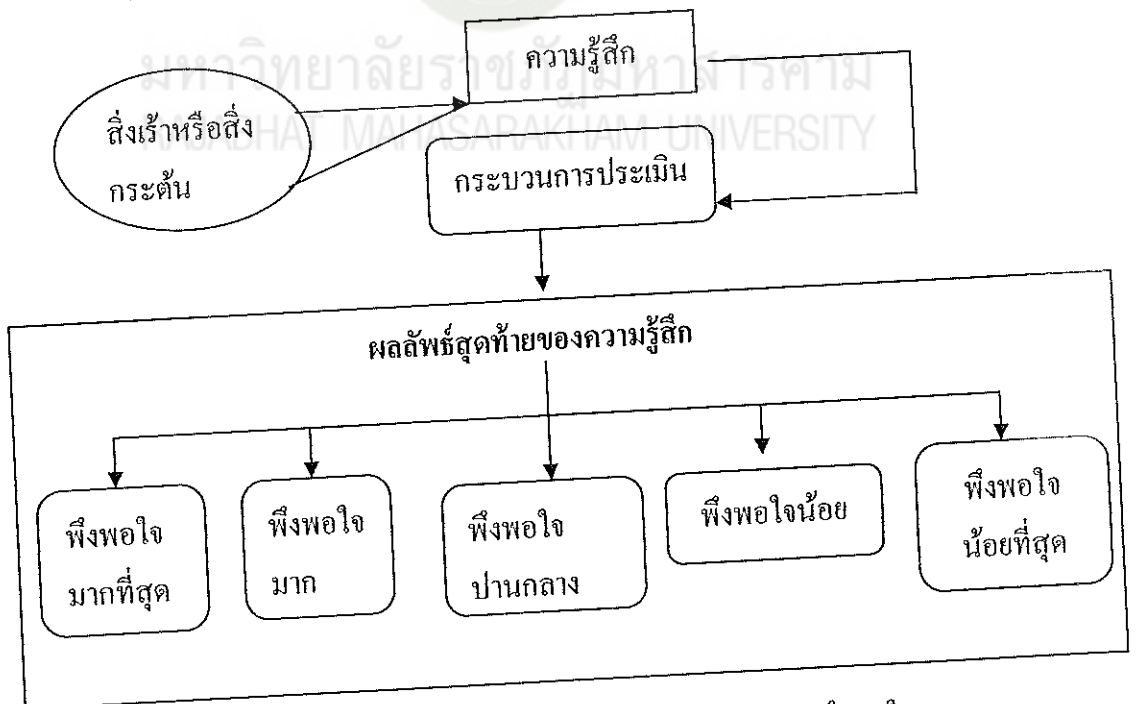 มหาวิทยาลัยราชภัฏมหาสารคาม
RAJABHAT MAHASARAKHAM UNIVERSITY
ความรู้สึก
สิ่งเร้าหรือสิ่ง
กระต้น
กระบวนการประเมิน
ผลลัพธ์สุดท้ายของความรู้สึก
พึงพอใจ
มากที่สุด
พึงพอใจ
มาก
พึงพอใจ
ปานกลาง
พึงพอใจน้อย
พึงพอใจ
น้อยที่สุด